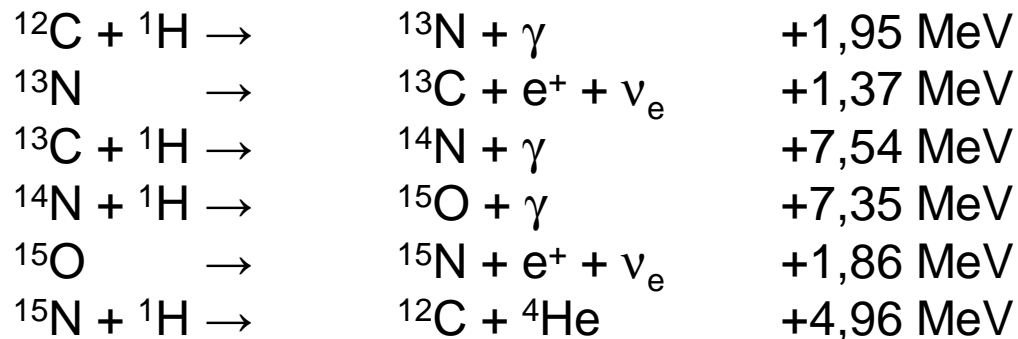 ¹²C + ¹H → ¹³N + γ +1,95 MeV
¹³N → ¹³C + e⁺ + νₑ +1,37 MeV
¹³C + ¹H → ¹⁴N + γ +7,54 MeV
¹⁴N + ¹H → ¹⁵O + γ +7,35 MeV
¹⁵O → ¹⁵N + e⁺ + νₑ +1,86 MeV
¹⁵N + ¹H → ¹²C + ⁴He +4,96 MeV